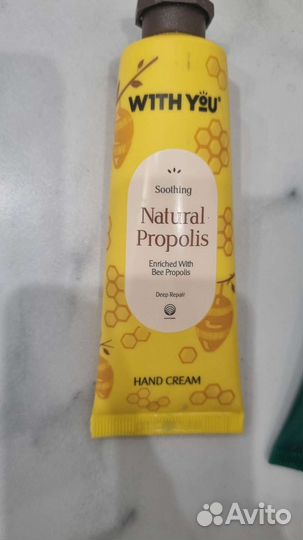 WITH YOU
Soothing
Natural
Propolis
Enriched With
Bee Propolis
Deep Repair
HAND CREAM
Avito